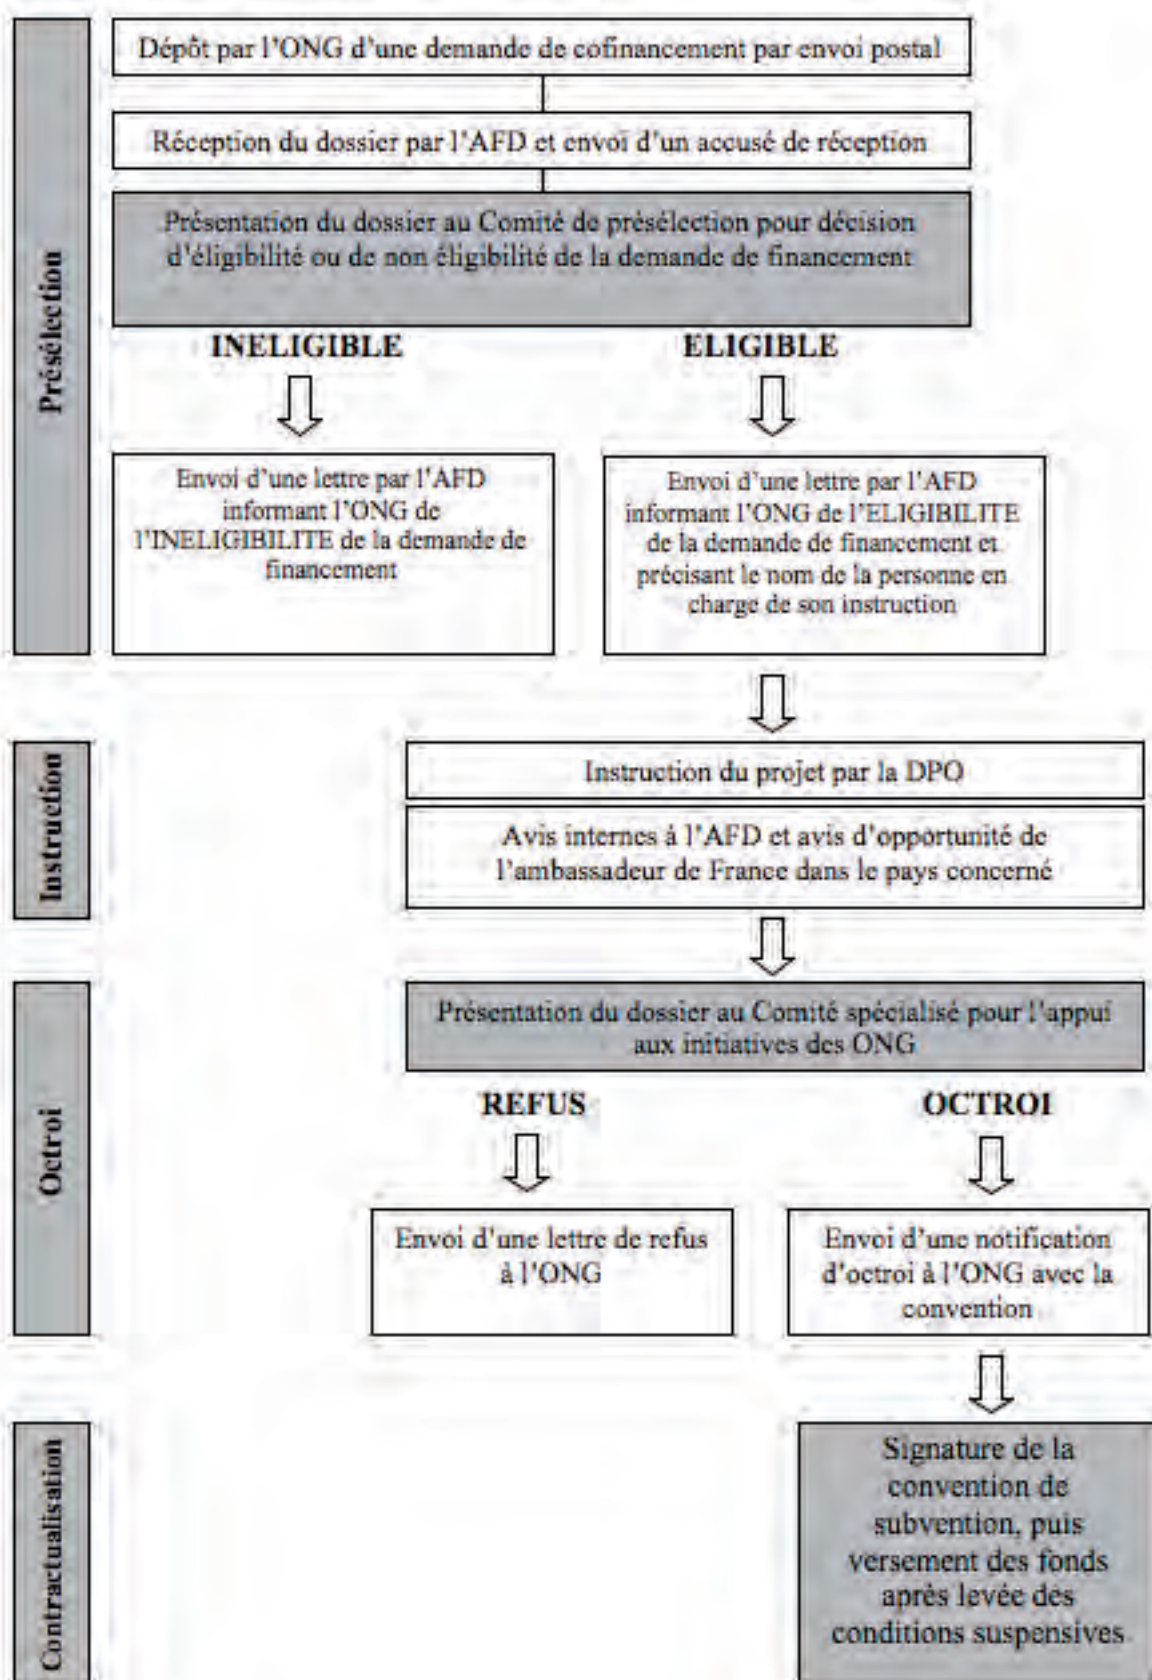 Présélection
Dépôt par l'ONG d'une demande de cofinancement par envoi postal
Réception du dossier par l'AFD et envoi d'un accusé de réception
Présentation du dossier au Comité de présélection pour décision
d'éligibilité ou de non éligibilité de la demande de financement
INELIGIBLE
ELIGIBLE
Envoi d'une lettre par l'AFD
informant l'ONG de
l'INELIGIBILITE de la demande de
financement
Envoi d'une lettre par l'AFD
informant l'ONG de l'ELIGIBILITE
de la demande de financement et
précisant le nom de la personne en
charge de son instruction
Instruction
Instruction du projet par la DPO
Avis internes à l'AFD et avis d'opportunité de
l'ambassadeur de France dans le pays concerné
Octroi
Présentation du dossier au Comité spécialisé pour l'appui
aux initiatives des ONG
REFUS
OCTROI
Envoi d'une lettre de refus
à l'ONG
Envoi d'une notification
d'octroi à l'ONG avec la
convention
Contractualisation
Signature de la
convention de
subvention, puis
versement des fonds
après levée des
conditions suspensives